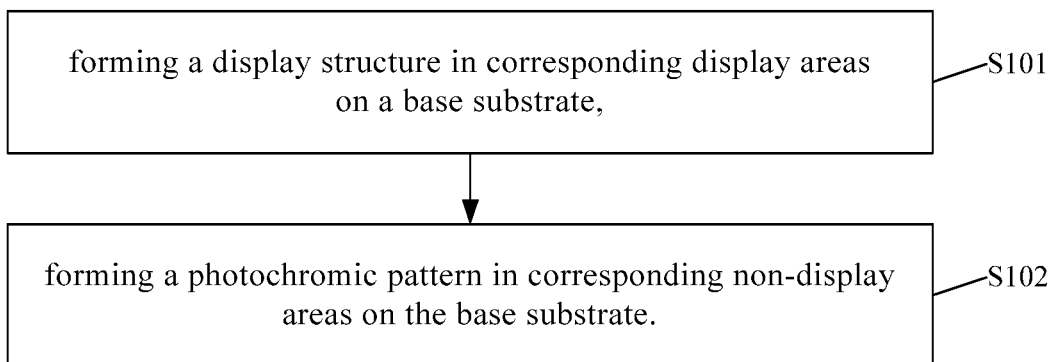 forming a display structure in corresponding display areas
on a base substrate,
S101
forming a photochromic pattern in corresponding non-display
areas on the base substrate.
S102